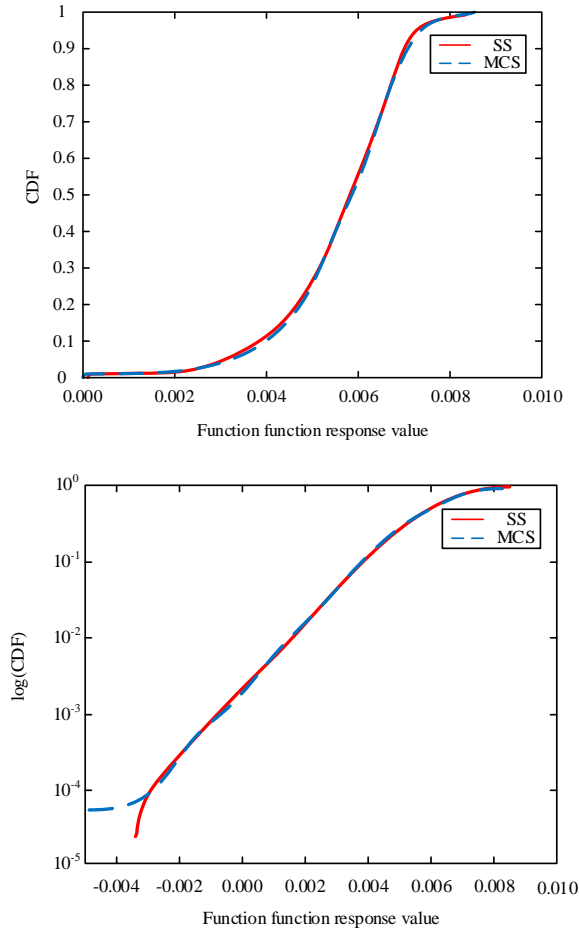 1
0.9
0.8
0.7
0.6
0.5
0.4
0.3
0.2
0.1
0
CDF
SS
MCS
0.000 0.002 0.004 0.006 0.008 0.010
Function function response value
10^0
10^-1
10^-2
10^-3
10^-4
10^-5
log(CDF)
SS
MCS
-0.004 -0.002 0.000 0.002 0.004 0.006 0.008 0.010
Function function response value